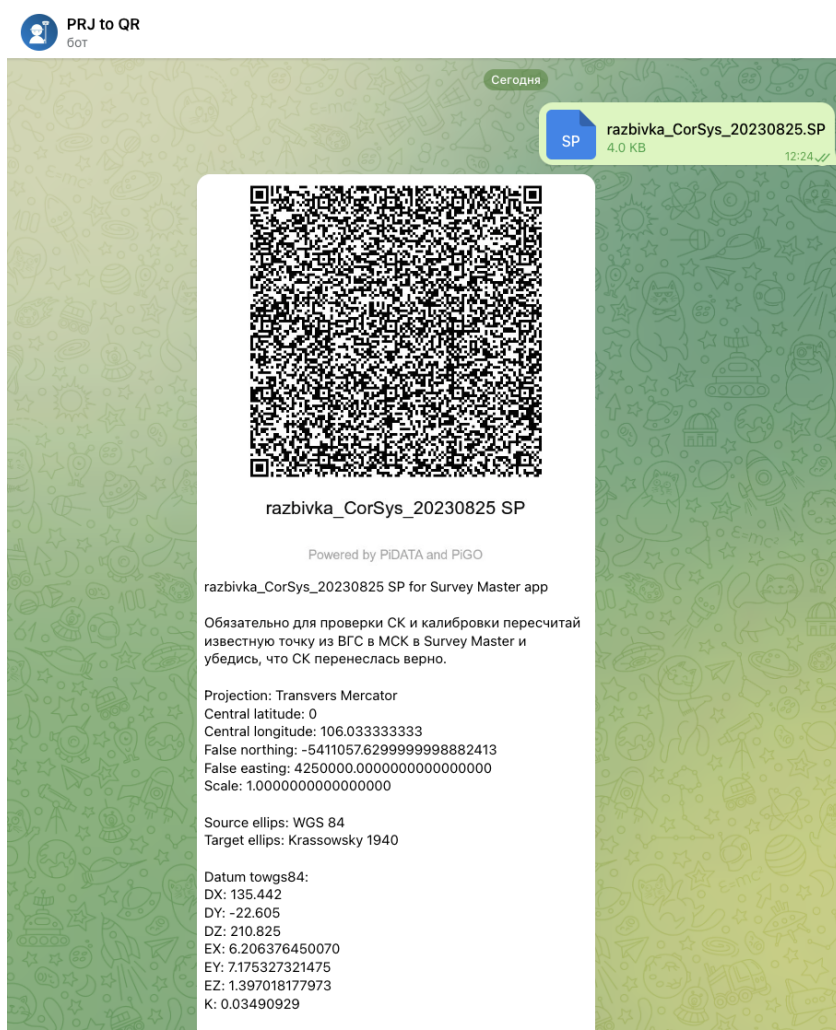 PRJ to QR
бот
Сегодня
SP
razbivka_CorSys_20230825.SP
4.0 KB
12:24
razbivka_CorSys_20230825 SP
Powered by PiDATA and PiGO
razbivka_CorSys_20230825 SP for Survey Master app
Обязательно для проверки СК и калибровки пересчитай
известную точку из ВГС в МСК в Survey Master и
убедись, что СК перенеслась верно.
Projection: Transvers Mercator
Central latitude: 0
Central longitude: 106.033333333
False northing: -5411057.6299999998882413
False easting: 4250000.0000000000000000
Scale: 1.0000000000000000
Source ellips: WGS 84
Target ellips: Krassowsky 1940
Datum towgs84:
DX: 135.442
DY: -22.605
DZ: 210.825
EX: 6.206376450070
EY: 7.175327321475
EZ: 1.397018177973
K: 0.03490929